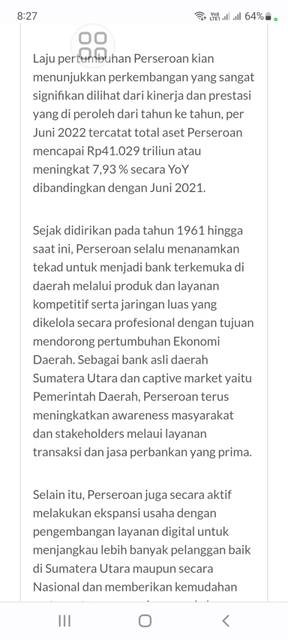 8:27
64%
Laju pertumbuhan Perseroan kian
menunjukkan perkembangan yang sangat
signifikan dilihat dari kinerja dan prestasi
yang di peroleh dari tahun ke tahun, per
Juni 2022 tercatat total aset Perseroan
mencapai Rp41.029 triliun atau
meningkat 7,93 % secara YoY
dibandingkan dengan Juni 2021.
Sejak didirikan pada tahun 1961 hingga
saat ini, Perseroan selalu menanamkan
tekad untuk menjadi bank terkemuka di
daerah melalui produk dan layanan
kompetitif serta jaringan luas yang
dikelola secara profesional dengan tujuan
mendorong pertumbuhan Ekonomi
Daerah. Sebagai bank asli daerah
Sumatera Utara dan captive market yaitu
Pemerintah Daerah, Perseroan terus
meningkatkan awareness masyarakat
dan stakeholders melaui layanan
transaksi dan jasa perbankan yang prima.
Selain itu, Perseroan juga secara aktif
melakukan ekspansi usaha dengan
pengembangan layanan digital untuk
menjangkau lebih banyak pelanggan baik
di Sumatera Utara maupun secara
Nasional dan memberikan kemudahan